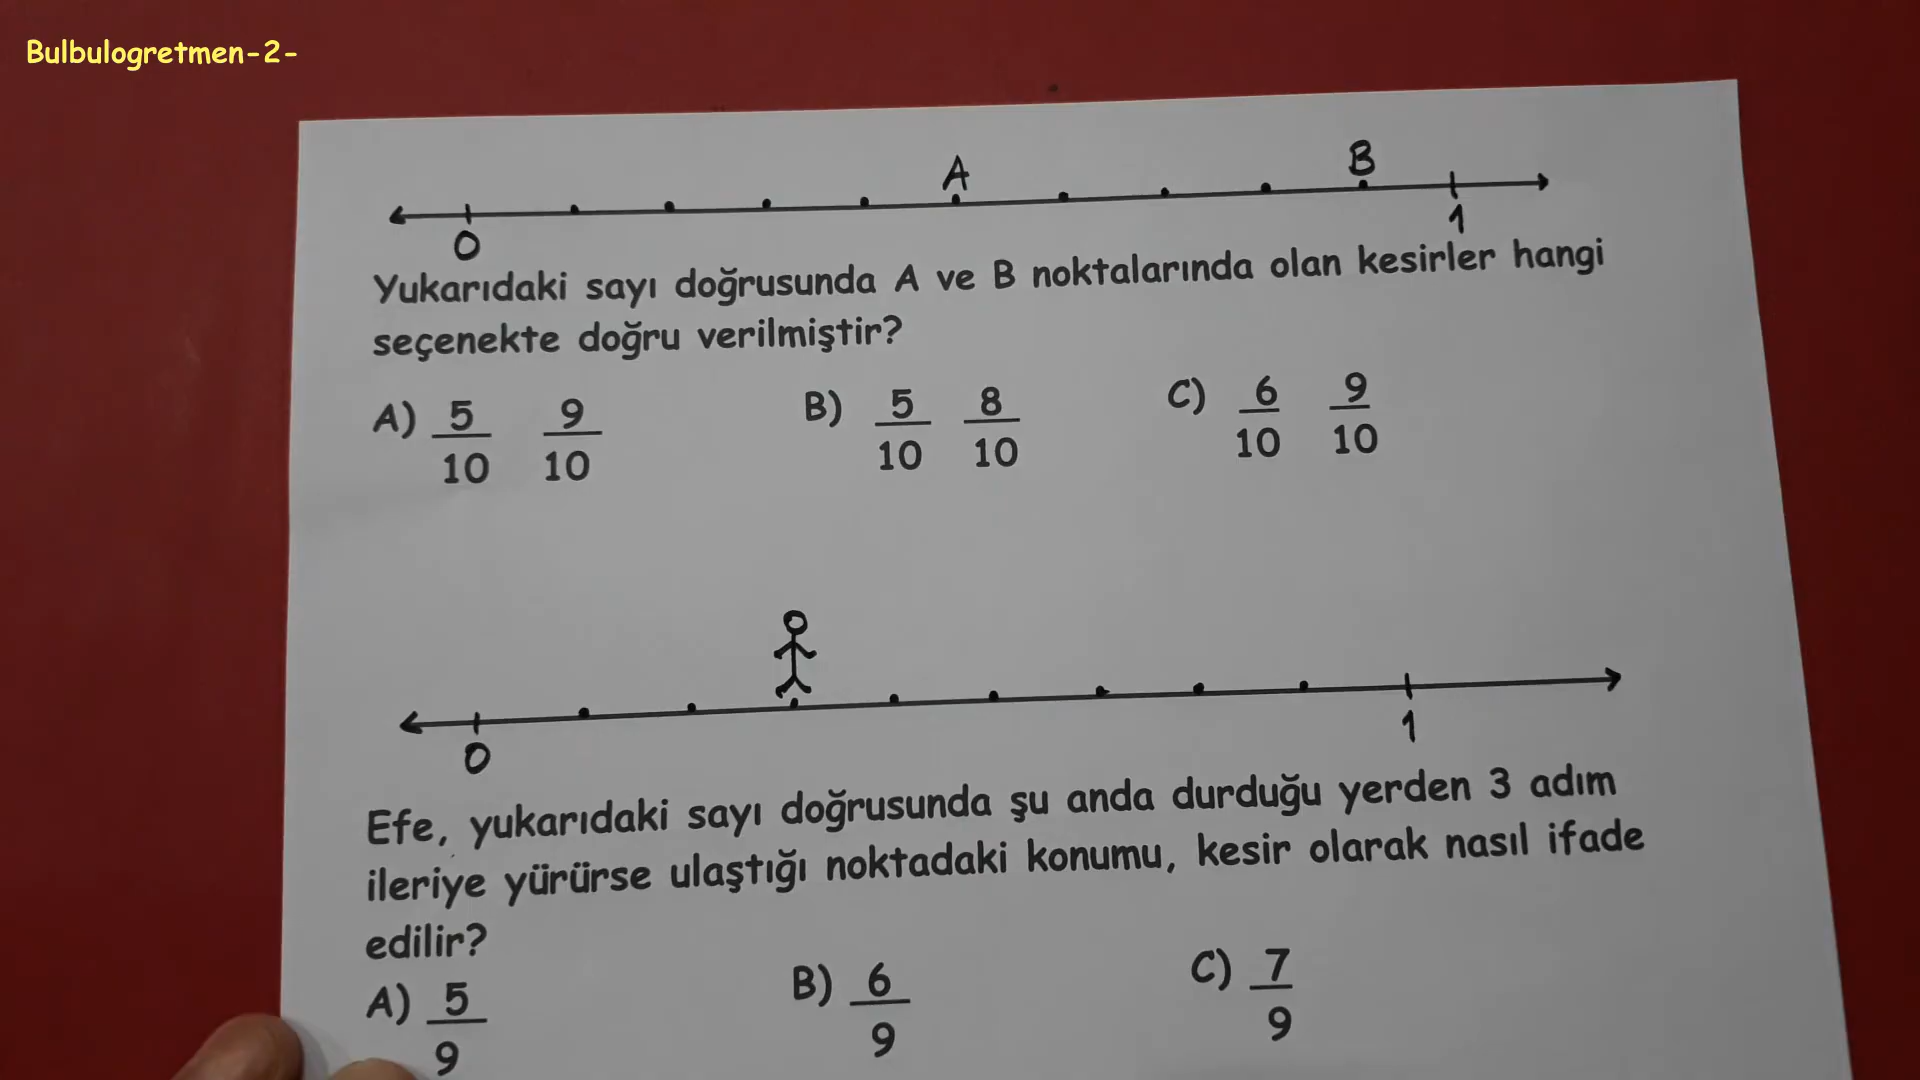 Bulbulogretmen-2-
A B
0 1
Yukarıdaki sayı doğrusunda A ve B noktalarında olan kesirler hangi
seçenekte doğru verilmiştir?
A) 5/10 9/10 B) 5/10 8/10 C) 6/10 9/10
0 1
Efe, yukarıdaki sayı doğrusunda şu anda durduğu yerden 3 adım
ileriye yürürse ulaştığı noktadaki konumu, kesir olarak nasıl ifade
edilir?
A) 5/9 B) 6/9 C) 7/9